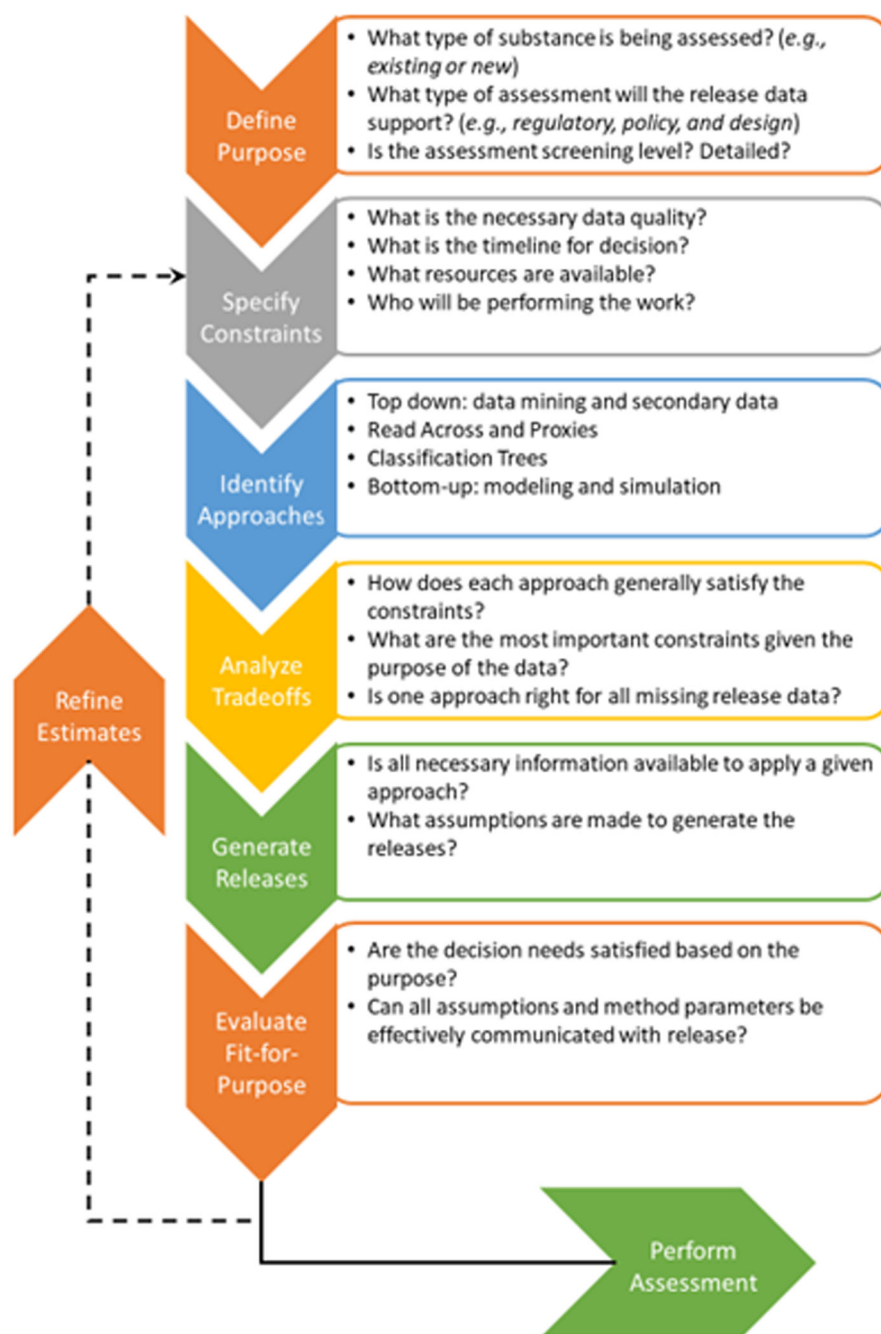 Define
Purpose
• What type of substance is being assessed? (e.g.,
existing or new)
• What type of assessment will the release data
support? (e.g., regulatory, policy, and design)
• Is the assessment screening level? Detailed?
Specify
Constraints
• What is the necessary data quality?
• What is the timeline for decision?
• What resources are available?
• Who will be performing the work?
Identify
Approaches
• Top down: data mining and secondary data
• Read Across and Proxies
• Classification Trees
• Bottom-up: modeling and simulation
Analyze
Tradeoffs
• How does each approach generally satisfy the
constraints?
• What are the most important constraints given the
purpose of the data?
• Is one approach right for all missing release data?
Refine
Estimates
Generate
Releases
• Is all necessary information available to apply a given
approach?
• What assumptions are made to generate the
releases?
Evaluate
Fit-for-
Purpose
• Are the decision needs satisfied based on the
purpose?
• Can all assumptions and method parameters be
effectively communicated with release?
Perform
Assessment